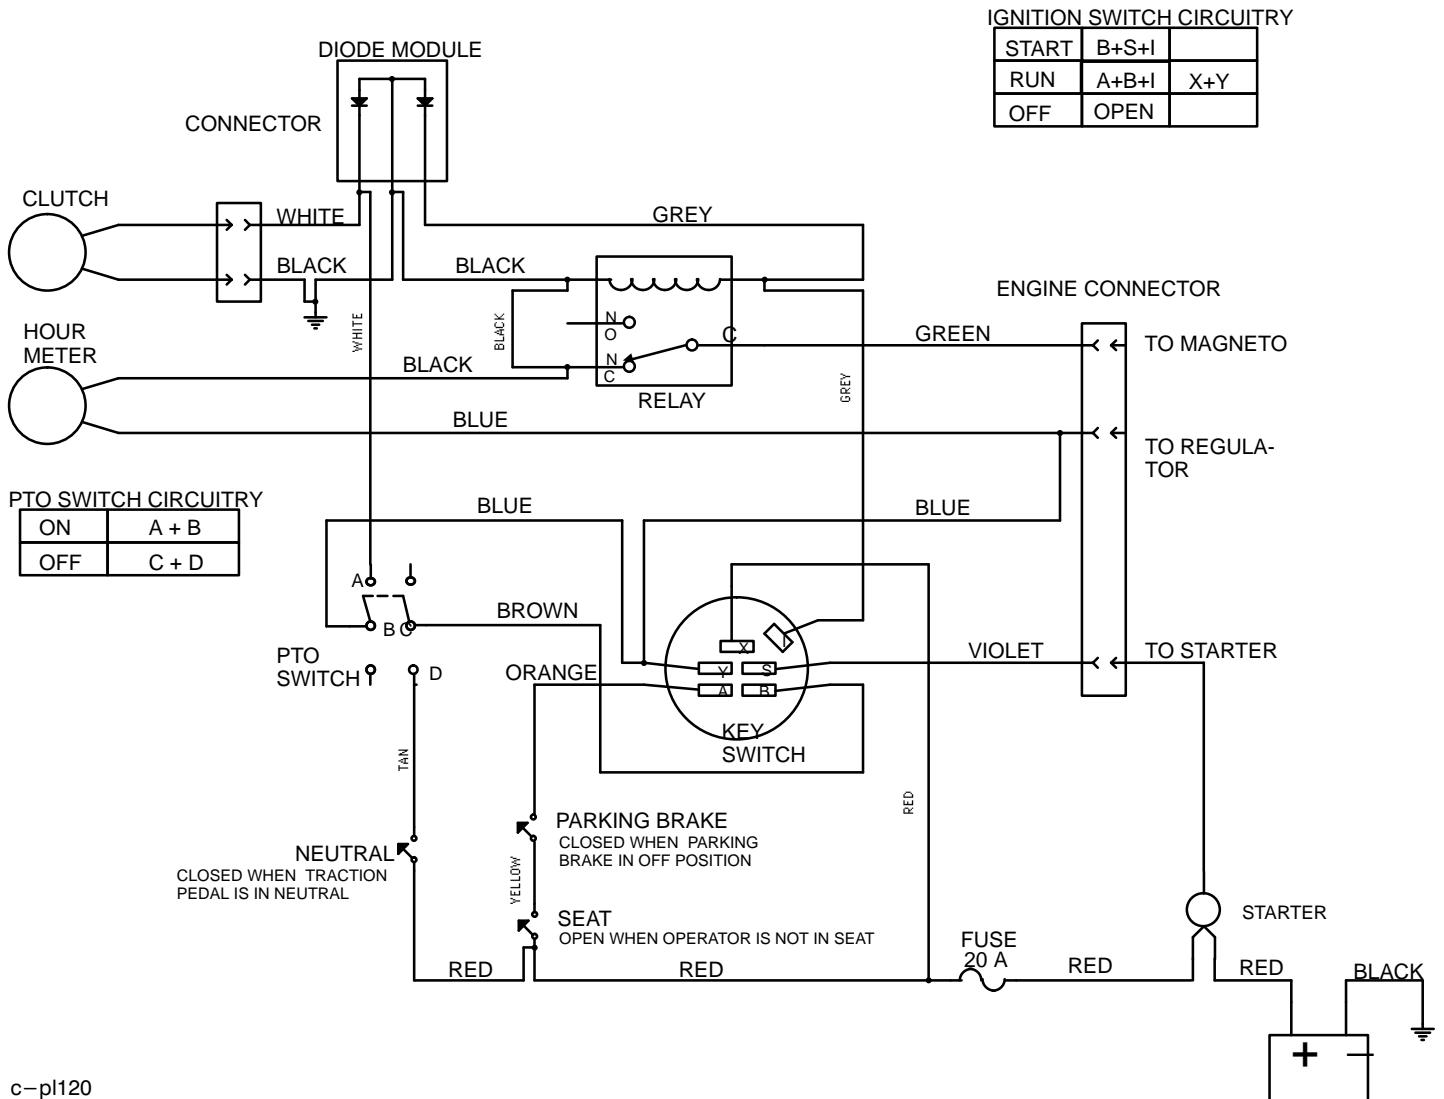 IGNITION SWITCH CIRCUITRY
START B+S+I
RUN A+B+I X+Y
OFF OPEN
DIODE MODULE
CONNECTOR
CLUTCH
WHITE
GREY
BLACK
BLACK
ENGINE CONNECTOR
HOUR
METER
WHITE
BLACK
N
O
C
N
C
GREEN
TO MAGNETO
BLACK
RELAY
GREY
BLUE
TO REGULA-
TOR
PTO SWITCH CIRCUITRY
ON A + B
OFF C + D
BLUE
BLUE
A
B C
BROWN
PTO
SWITCH
D
ORANGE
X
I
Y
S
A
B
KEY
SWITCH
VIOLET
TO STARTER
TAN
RED
PARKING BRAKE
CLOSED WHEN PARKING
BRAKE IN OFF POSITION
NEUTRAL
CLOSED WHEN TRACTION
PEDAL IS IN NEUTRAL
YELLOW
SEAT
OPEN WHEN OPERATOR IS NOT IN SEAT
STARTER
FUSE
20 A
RED
RED
RED
RED
BLACK
+ −
c−pl120